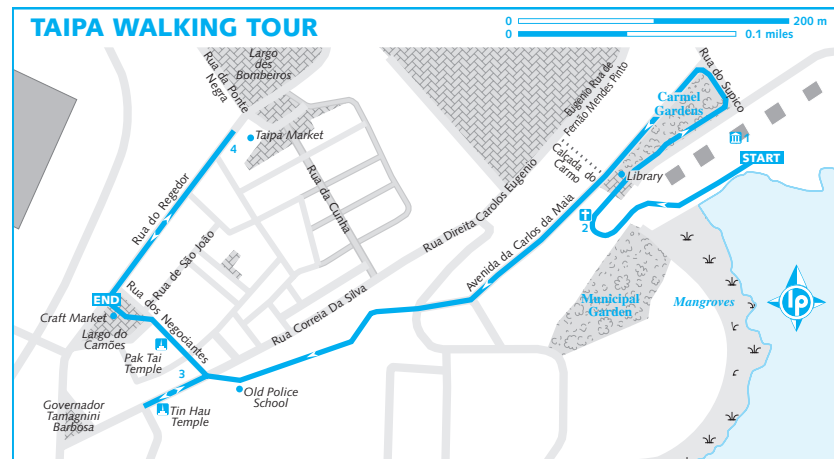 TAIPA WALKING TOUR
0 200 m
0 0.1 miles
Rua da Ponte
Negra
Largo
des
Bombeiros
Taipa Market
4
Rua do Regedor
Rua da Cunha
Rua de São João
END
Craft Market
Largo do
Camões
Rua dos Negociantes
Pak Tai
Temple
3
Governador
Tamagnini
Barbosa
Tin Hau
Temple
Old Police
School
Rua Correia Da Silva
Rua Direita Carolos Eugenio
Avenida da Carlos da Maia
Eugenio Rua de
Fernão Mendes Pinto
Calçada do
Carmo
Rua do Supico
Carmel
Gardens
Library
1
START
2
Municipal
Garden
Mangroves
lp